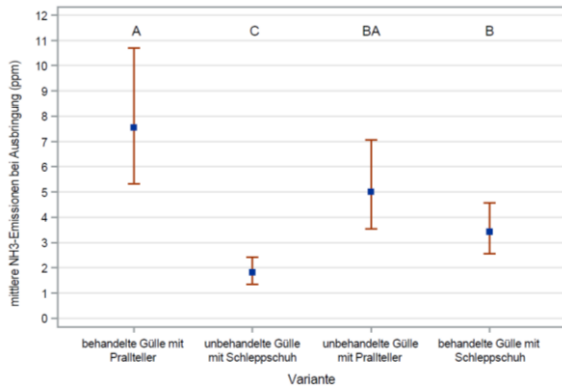 mittlere NH3-Emissionen bei Ausbringung (ppm)
12
11
10
9
8
7
6
5
4
3
2
1
0
A C BA B
behandelte Gülle mit Prallteller
unbehandelte Gülle mit Schleppschuh
unbehandelte Gülle mit Prallteller
behandelte Gülle mit Schleppschuh
Variante